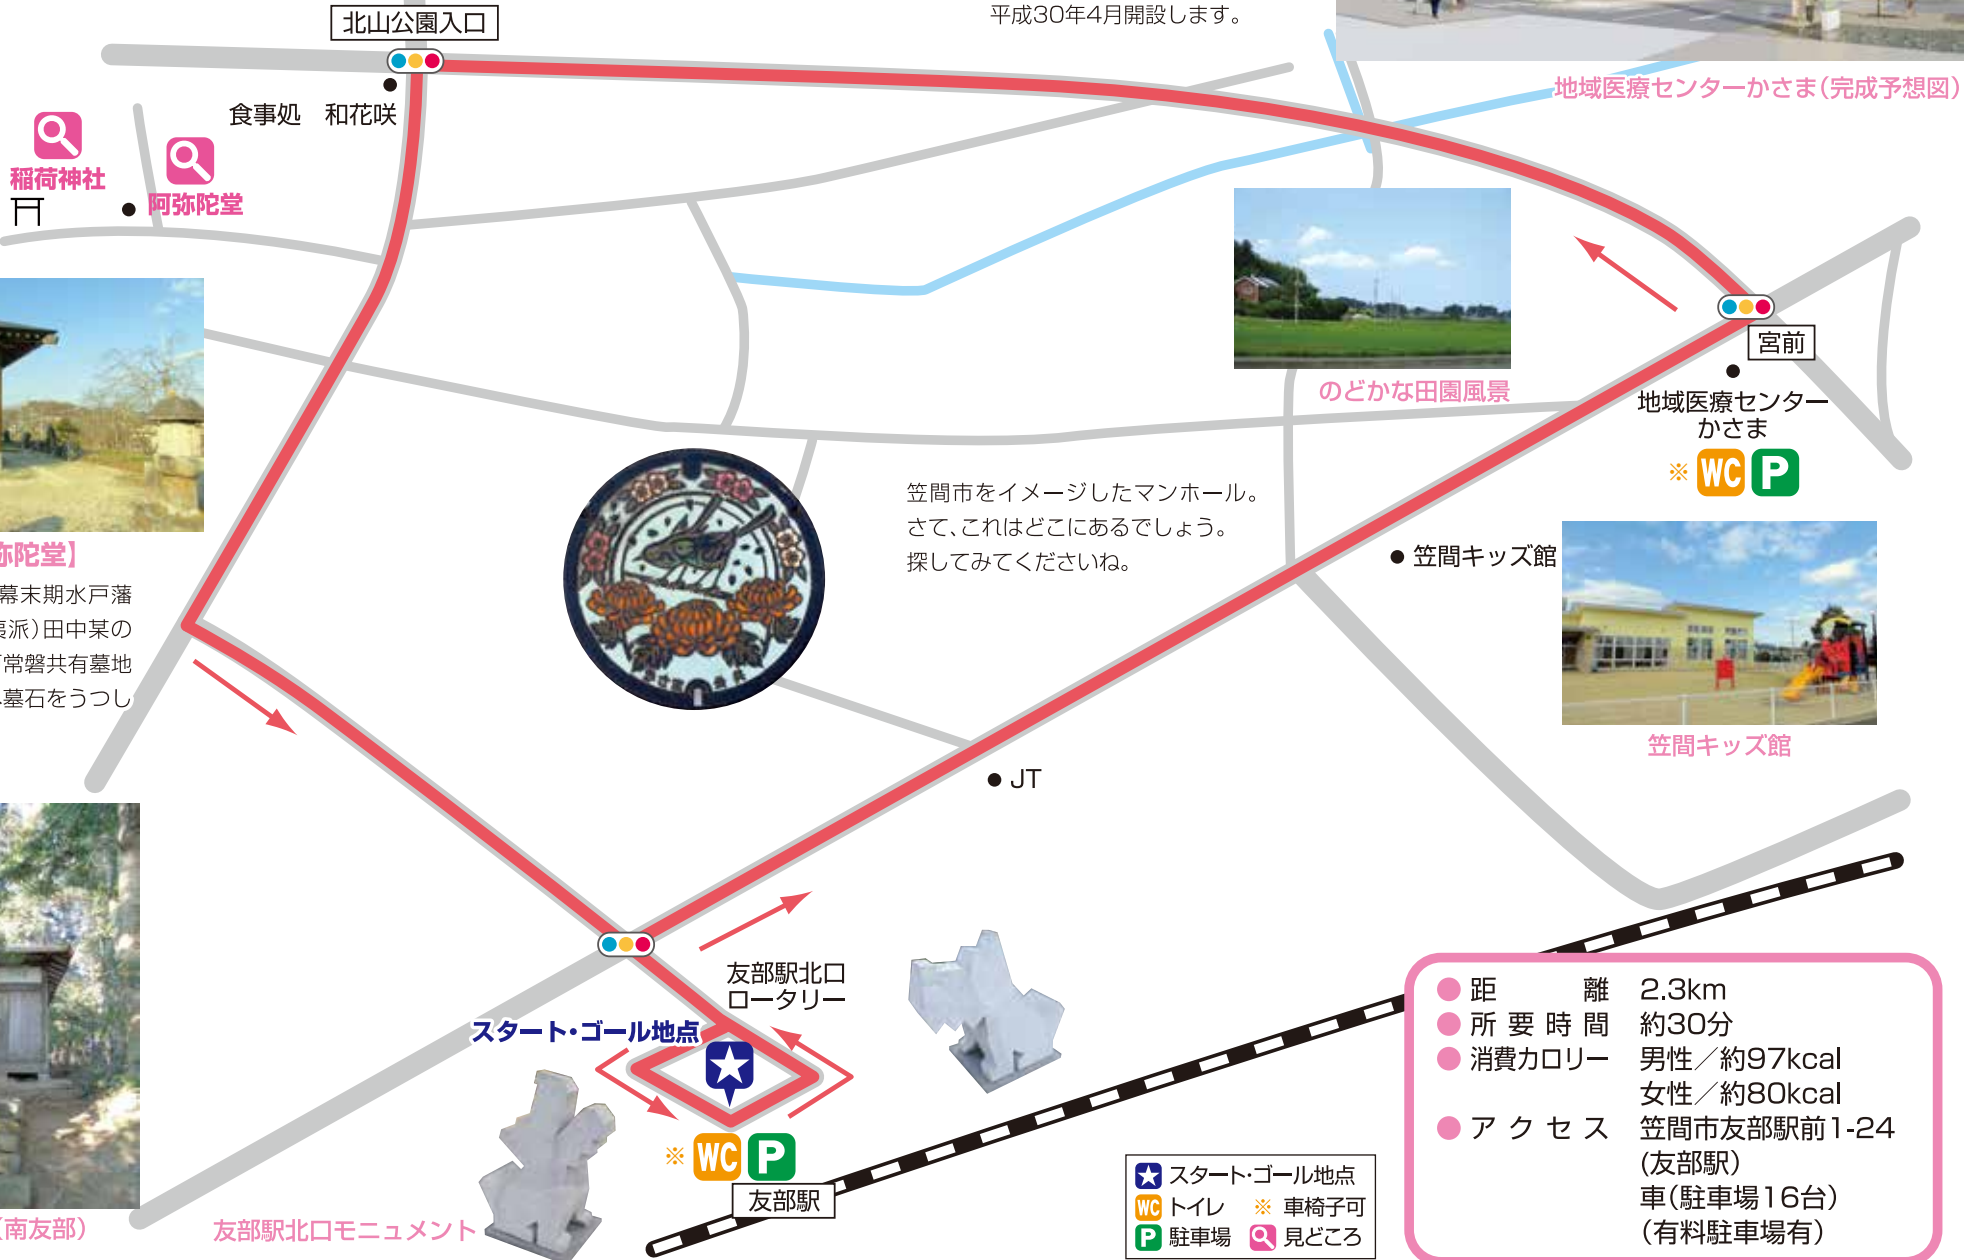 平成30年4月開設します。
北山公園入口
地域医療センターかさま(完成予想図)
食事処 和花咲
稲荷神社
阿弥陀堂
のどかな田園風景
宮前
地域医療センター
かさま
※ WC P
弥陀堂】
幕末期水戸藩
夷派)田中某の
常磐共有墓地
墓石をうつし
笠間市をイメージしたマンホール。
さて、これはどこにあるでしょう。
探してみてくださいね。
笠間キッズ館
笠間キッズ館
JT
友部駅北口
ロータリー
スタート・ゴール地点
※ WC P
友部駅
(南友部)
友部駅北口モニュメント
スタート・ゴール地点
WC トイレ ※ 車椅子可
P 駐車場 見どころ
距離 2.3km
所要時間 約30分
消費カロリー 男性/約97kcal
女性/約80kcal
アクセス 笠間市友部駅前1-24
(友部駅)
車(駐車場16台)
(有料駐車場有)